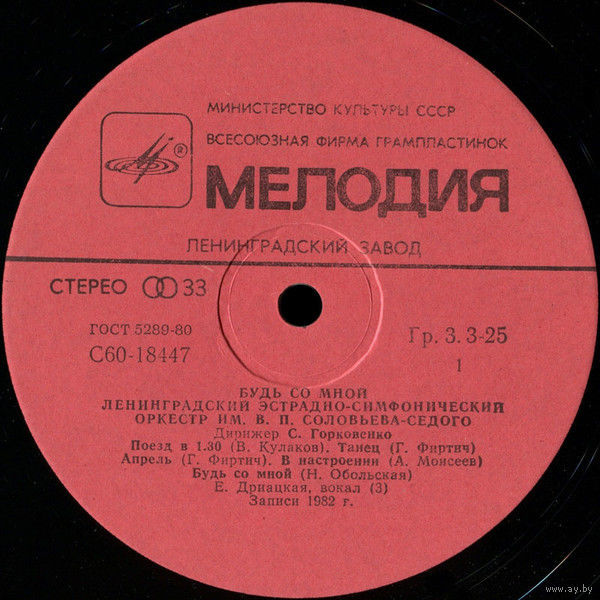 МИНИСТЕРСТВО КУЛЬТУРЫ СССР
ВСЕСОЮЗНАЯ ФИРМА ГРАМПЛАСТИНОК
®
МЕЛОДИЯ
ЛЕНИНГРАДСКИЙ ЗАВОД
СТЕРЕО 33
ГОСТ 5289-80
Гр. 3. 3-25
С60-18447
1
БУДЬ СО МНОЙ
ЛЕНИНГРАДСКИЙ ЭСТРАДНО-СИМФОНИЧЕСКИЙ
ОРКЕСТР ИМ. В. П. СОЛОВЬЕВА-СЕДОГО
Дирижер С. Горковенко
Поезд в 1.30 (В. Кулаков). Танец (Г. Фиртич)
Апрель (Г. Фиртич). В настроении (А. Моисеев)
Будь со мной (Н. Обольская)
Е. Дриацкая, вокал (3)
Записи 1982 г.
www.ay.by